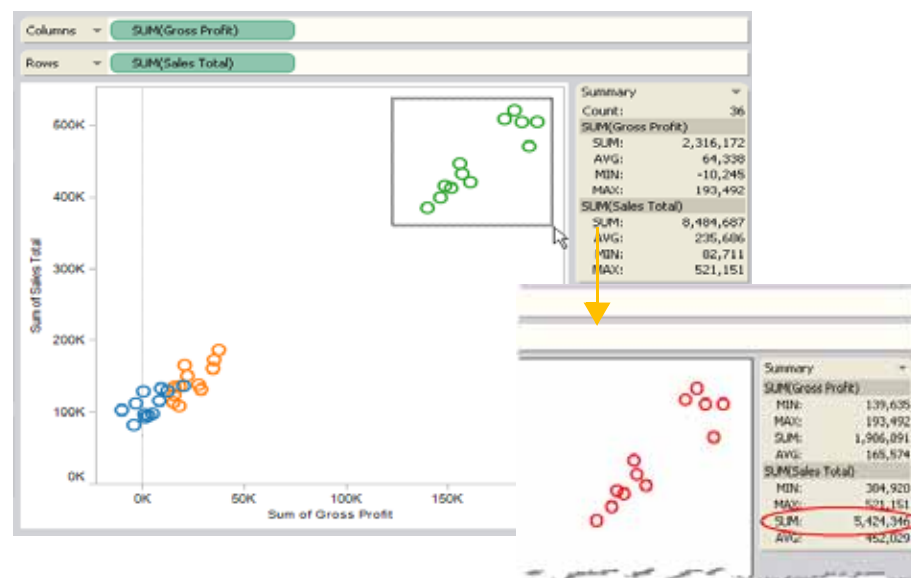 Columns
SUM(Gross Profit)
Rows
SUM(Sales Total)
Sum of Sales Total
500K
400K
300K
200K
100K
0K
0K 50K 100K 150K
Sum of Gross Profit
Summary
Count: 36
SUM(Gross Profit)
SUM: 2,316,172
AVG: 64,338
MIN: -10,245
MAX: 193,492
SUM(Sales Total)
SUM: 8,484,687
AVG: 235,686
MIN: 82,711
MAX: 521,151
Summary
SUM(Gross Profit)
MIN: 139,635
MAX: 193,492
SUM: 1,986,891
AVG: 165,574
SUM(Sales Total)
MIN: 384,920
MAX: 521,151
SUM: 5,424,346
AVG: 452,029